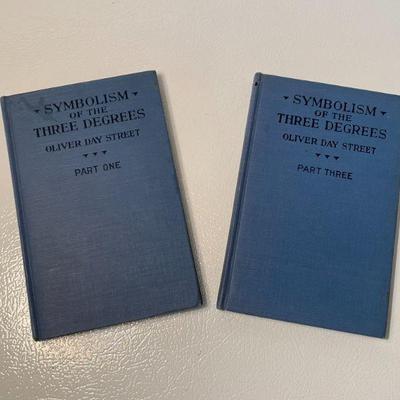 SYMBOLISM
OF THE
THREE DEGREES
OLIVER DAY STREET
PART ONE
SYMBOLISM
OF THE
THREE DEGREES
OLIVER DAY STREET
PART THREE